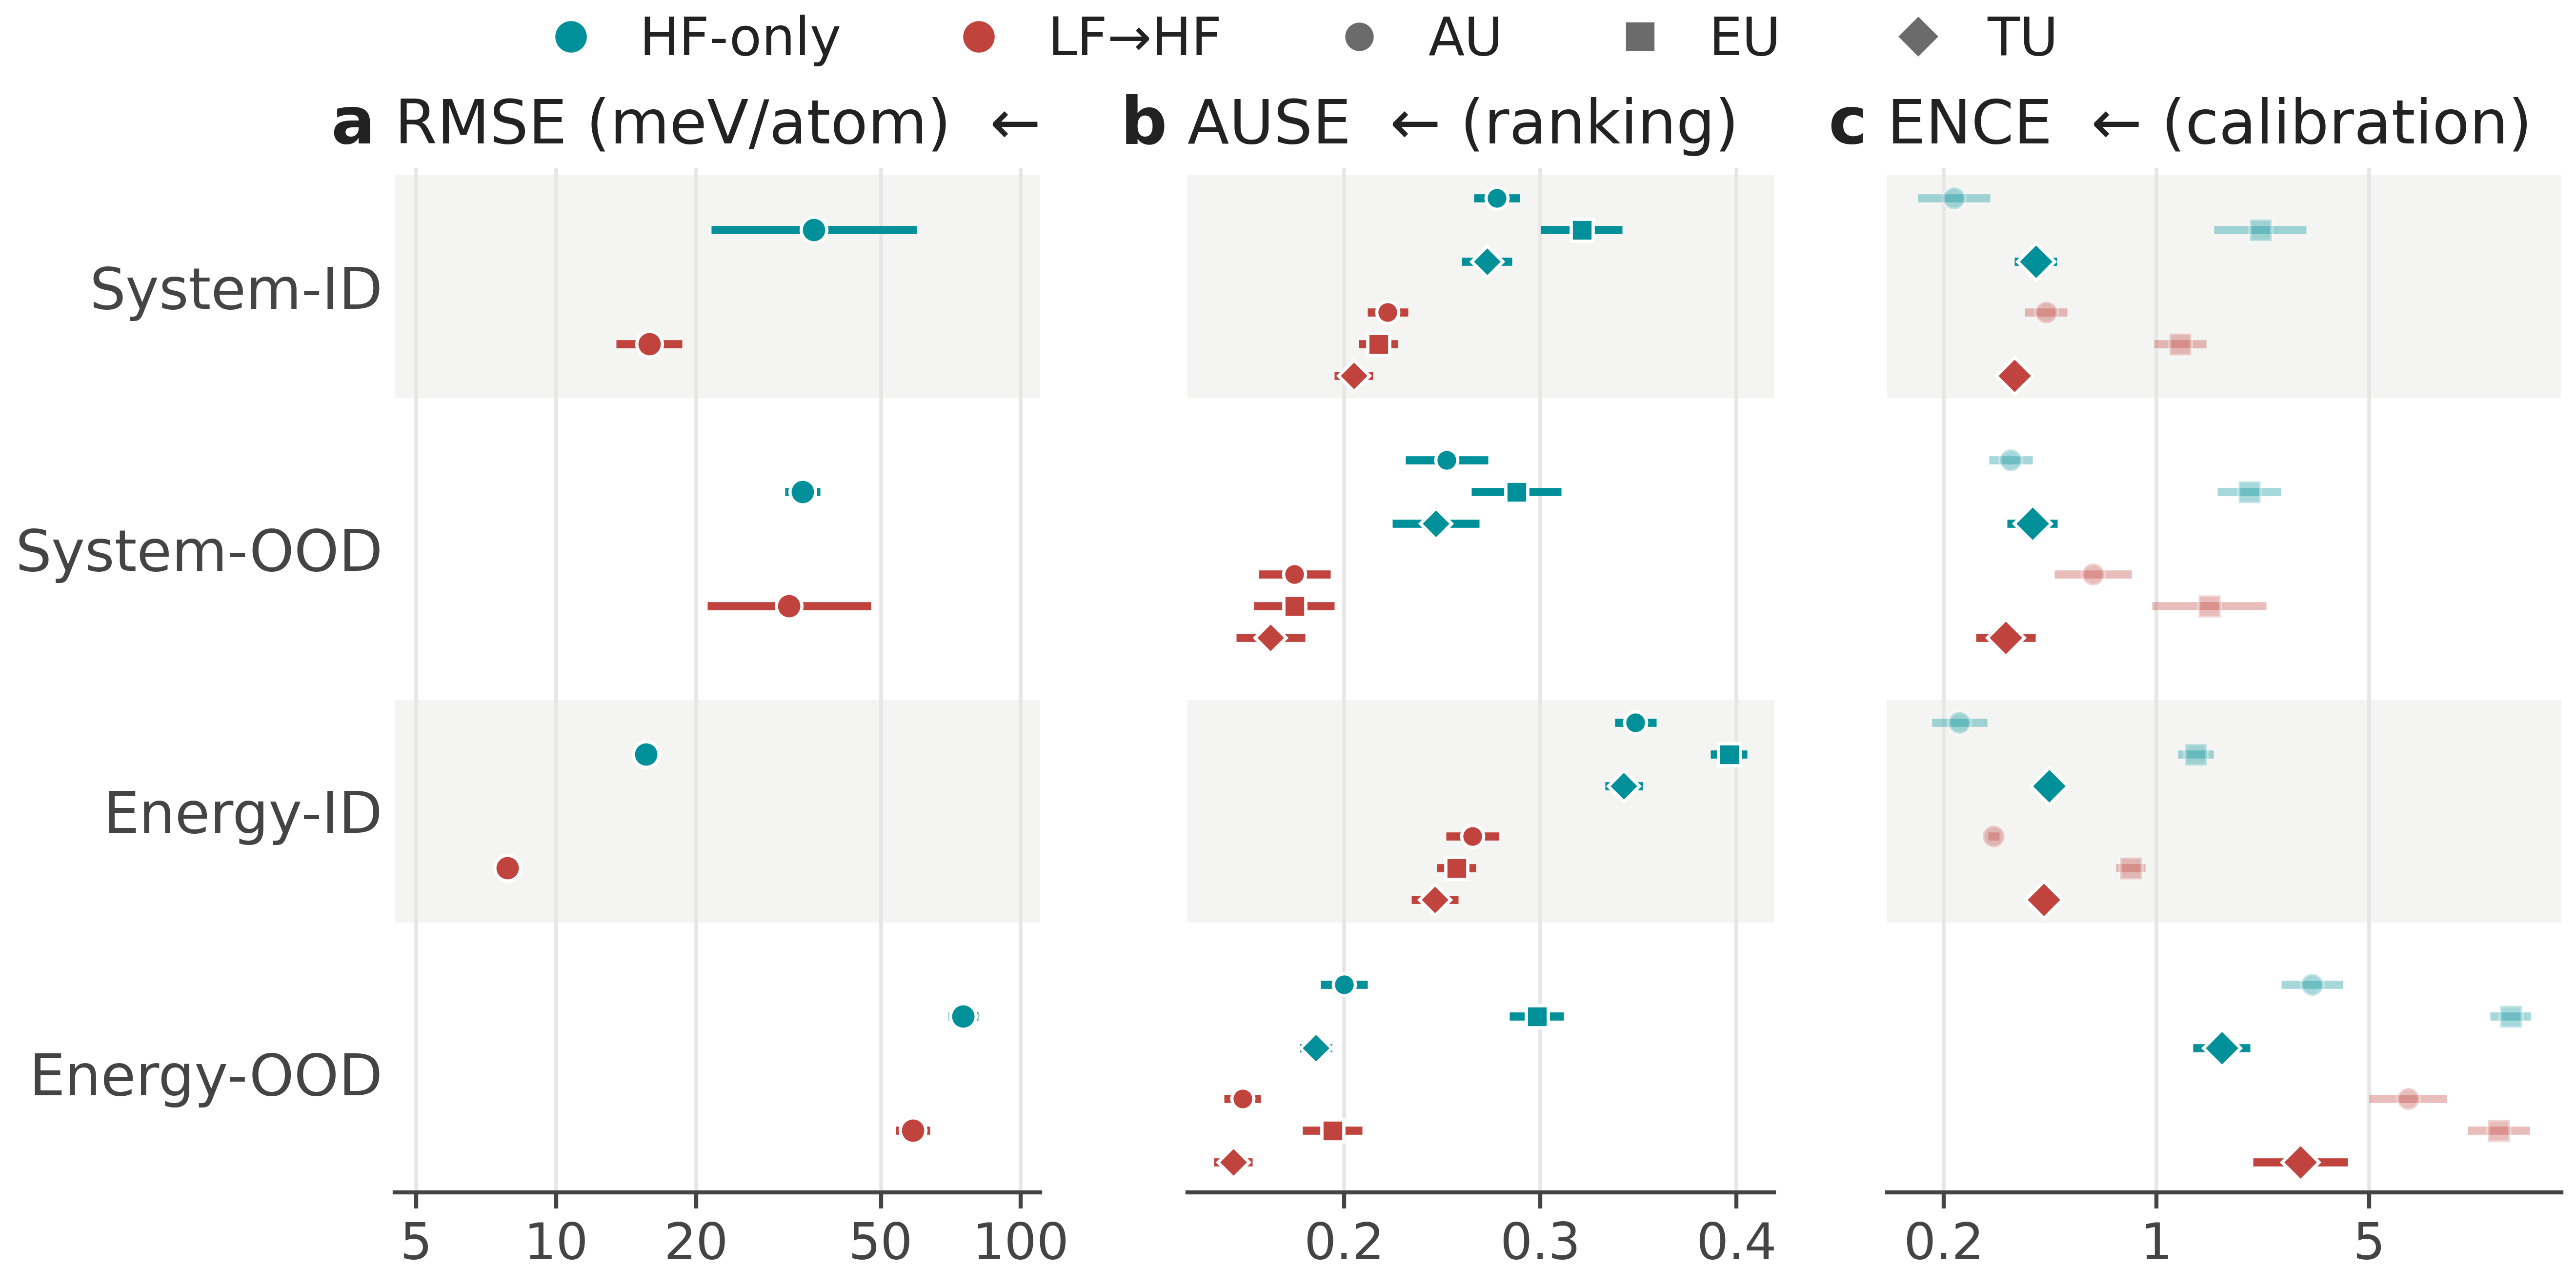 HF-only LF→HF AU EU TU
a RMSE (meV/atom) ← b AUSE ← (ranking) c ENCE ← (calibration)
System-ID
System-OOD
Energy-ID
Energy-OOD
5 10 20 50 100 0.2 0.3 0.4 0.2 1 5